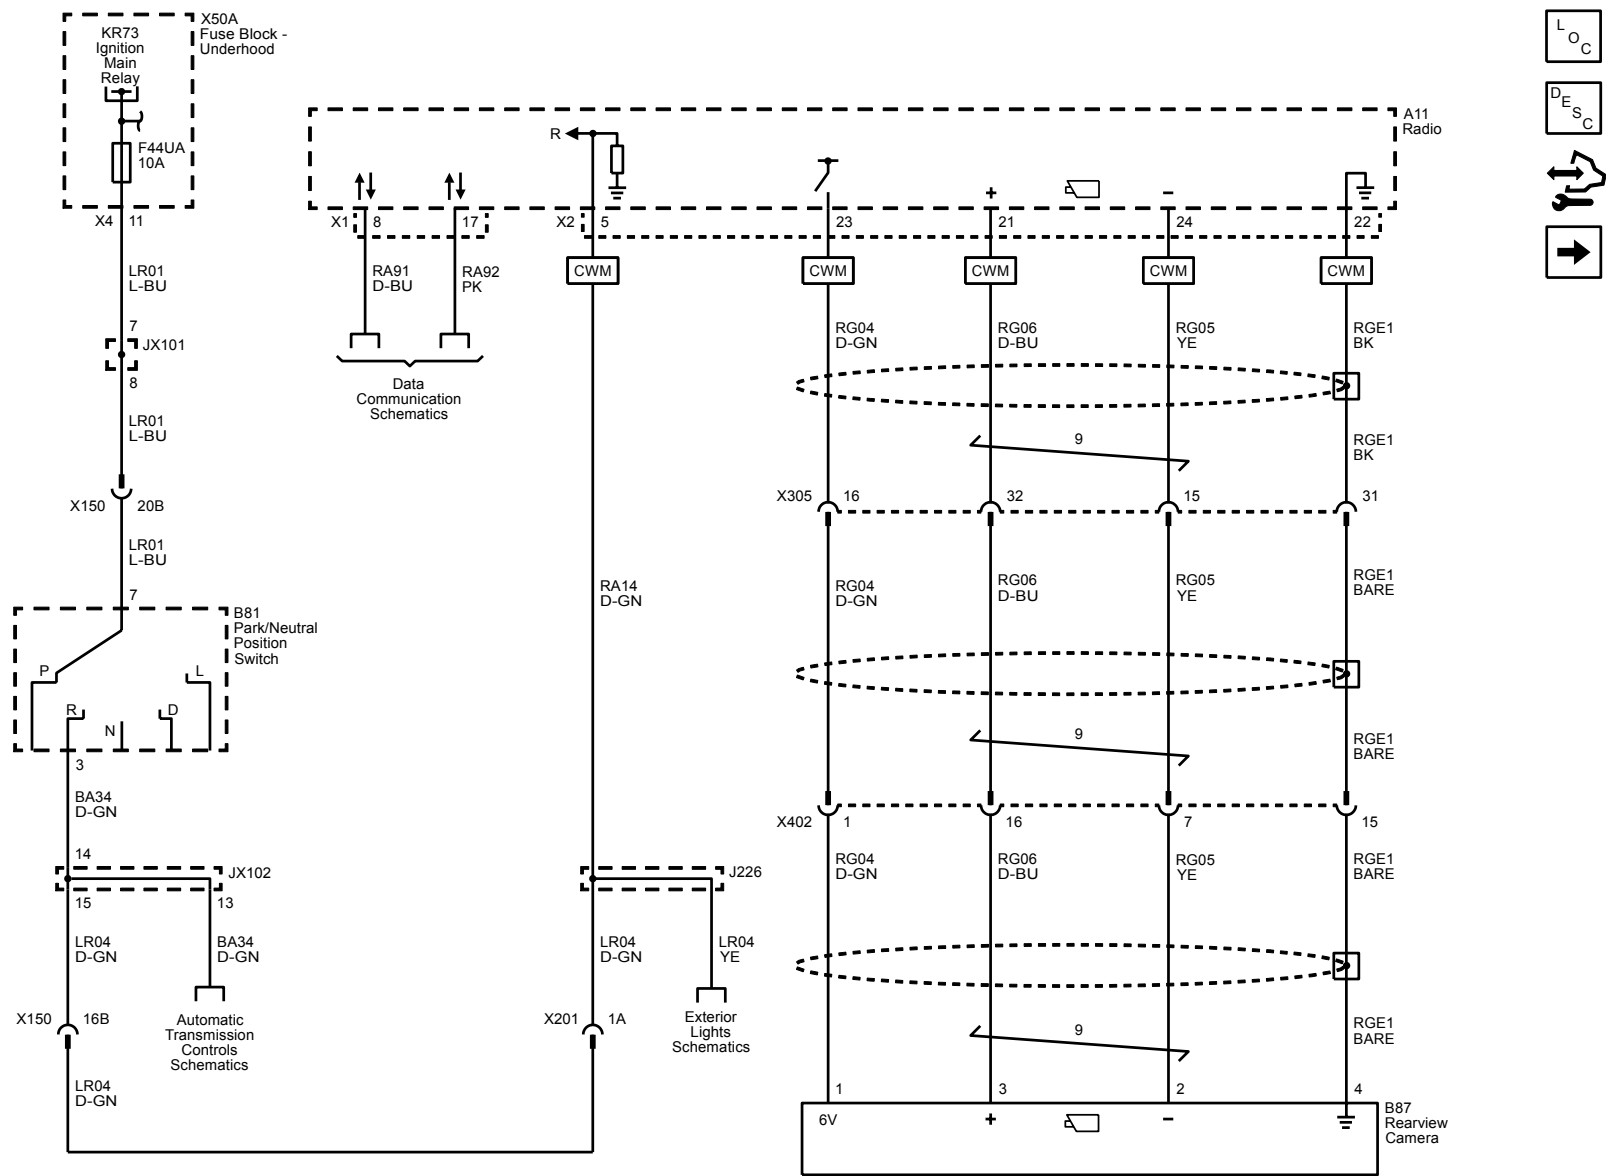 X50A
Fuse Block -
Underhood
KR73
Ignition
Main
Relay
F44UA
10A
X4 11
LR01
L-BU
7
JX101
8
LR01
L-BU
X150 20B
LR01
L-BU
7
B81
Park/Neutral
Position
Switch
P
L
R
N
D
3
BA34
D-GN
14
JX102
15
13
LR04
D-GN
BA34
D-GN
X150 16B
Automatic
Transmission
Controls
Schematics
LR04
D-GN
A11
Radio
R
+
−
X1 8 17 X2 5 23 21 24 22
RA91
D-BU
RA92
PK
CWM CWM CWM CWM CWM
Data
Communication
Schematics
RG04
D-GN
RG06
D-BU
RG05
YE
RGE1
BK
9
RGE1
BK
X305 16 32 15 31
RA14
D-GN
RG04
D-GN
RG06
D-BU
RG05
YE
RGE1
BARE
9
RGE1
BARE
X402 1 16 7 15
J226
RG04
D-GN
RG06
D-BU
RG05
YE
RGE1
BARE
LR04
D-GN
LR04
YE
X201 1A
Exterior
Lights
Schematics
9
RGE1
BARE
1 3 2 4
6V + −
B87
Rearview
Camera
LOC
DESC